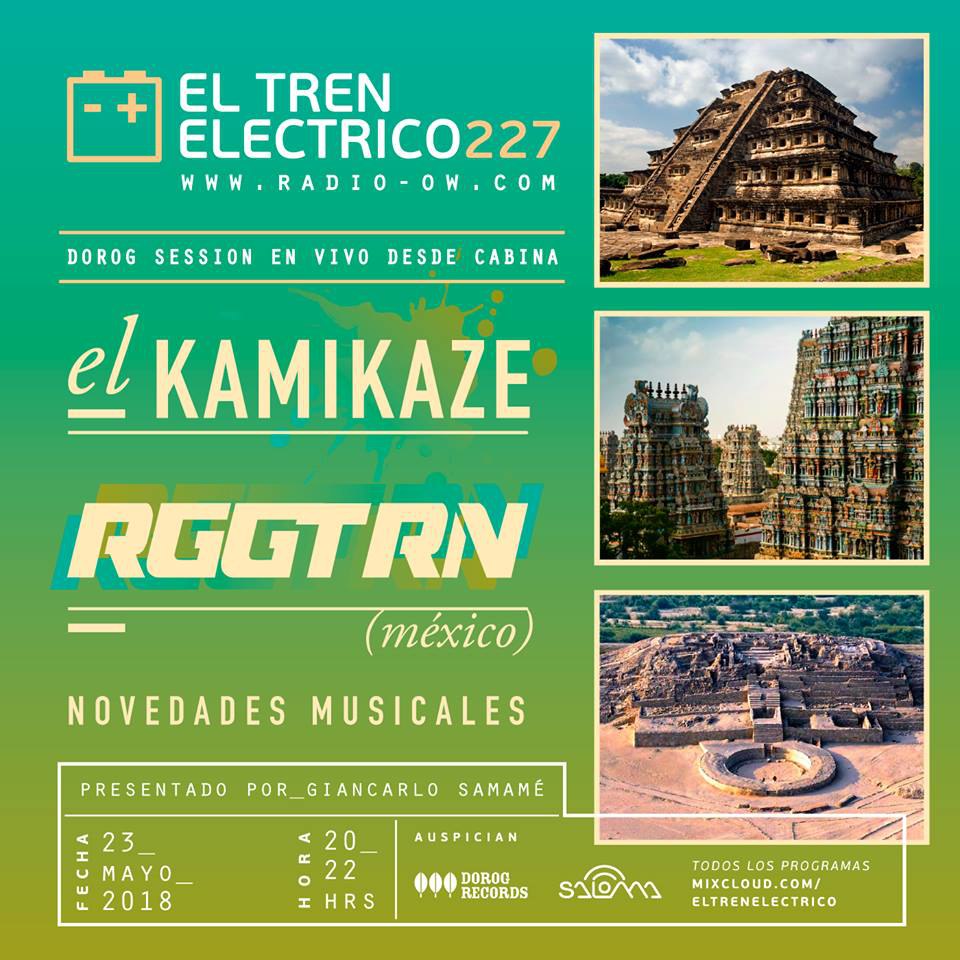 - +
EL TREN
ELECTRICO227
WWW.RADIO-OW.COM
DOROG SESSION EN VIVO DESDE CABINA
el KAMIKAZE
RGGTRN
(méxico)
NOVEDADES MUSICALES
PRESENTADO POR_GIANCARLO SAMAMÉ
FECHA
23_
MAYO_
2018
HORA
20_
22
HRS
AUSPICIAN
DOROG
RECORDS
SALOMA
TODOS LOS PROGRAMAS
MIXCLOUD.COM/
ELTRENELECTRICO